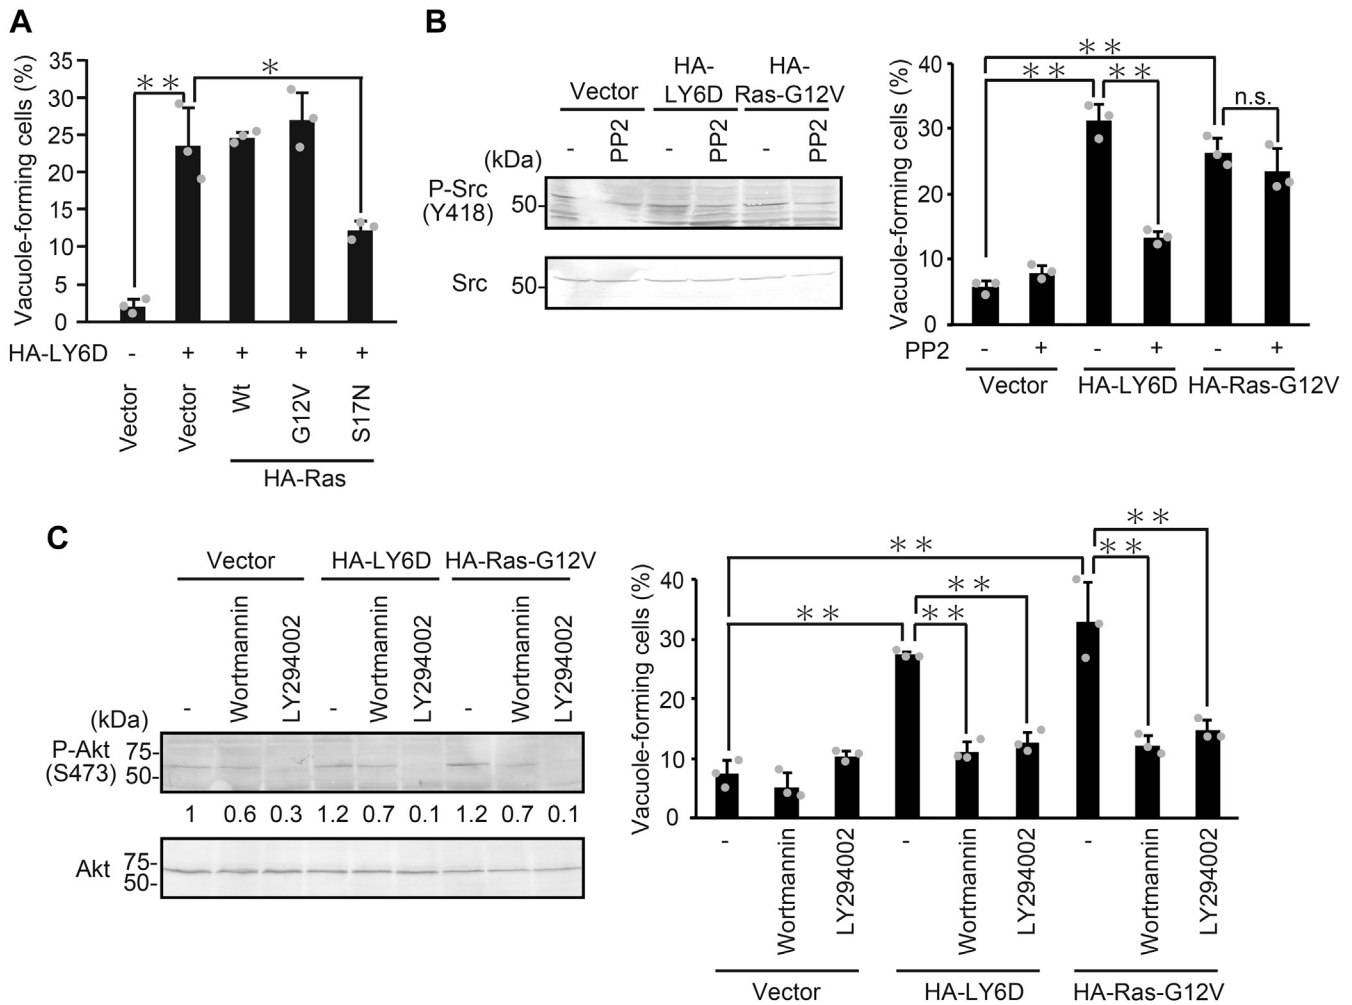 A
Vacuole-forming cells (%)
35
30
25
20
15
10
5
0
**
*
HA-LY6D - + + + +
Vector
Vector
Wt
G12V
S17N
HA-Ras
B
Vector
HA-
LY6D
HA-
Ras-G12V
(kDa)
-
PP2
-
PP2
-
PP2
P-Src
(Y418)
50-
Src
50-
Vacuole-forming cells (%)
40
30
20
10
0
**
**
**
n.s.
PP2 - + - + - +
Vector
HA-LY6D
HA-Ras-G12V
C
Vector
HA-LY6D
HA-Ras-G12V
(kDa)
-
Wortmannin
LY294002
-
Wortmannin
LY294002
-
Wortmannin
LY294002
P-Akt
(S473)
75-
50-
1 0.6 0.3 1.2 0.7 0.1 1.2 0.7 0.1
Akt
75-
50-
Vacuole-forming cells (%)
40
30
20
10
0
**
**
**
**
**
**
-
Wortmannin
LY294002
-
Wortmannin
LY294002
-
Wortmannin
LY294002
Vector
HA-LY6D
HA-Ras-G12V